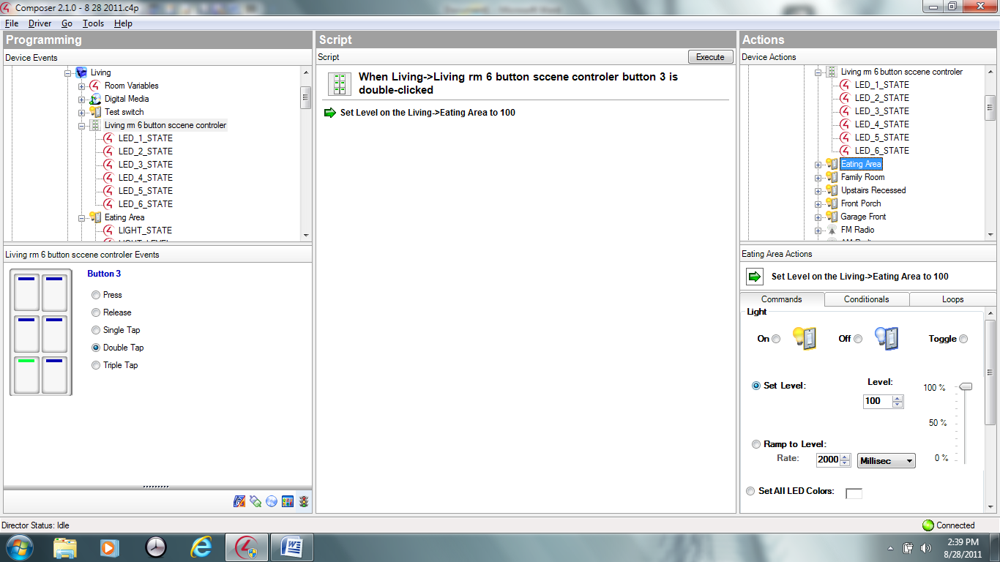 Composer 2.1.0 - 8 28 2011.c4p
File Driver Go Tools Help
Programming
Device Events
Living
Room Variables
Digital Media
Test switch
Living rm 6 button sccene controler
LED_1_STATE
LED_2_STATE
LED_3_STATE
LED_4_STATE
LED_5_STATE
LED_6_STATE
Eating Area
LIGHT_STATE
LIGHT_LEVEL
Living rm 6 button sccene controler Events
Button 3
Press
Release
Single Tap
Double Tap
Triple Tap
Script
Script
Execute
When Living->Living rm 6 button sccene controler button 3 is
double-clicked
Set Level on the Living->Eating Area to 100
Actions
Device Actions
Living rm 6 button sccene controler
LED_1_STATE
LED_2_STATE
LED_3_STATE
LED_4_STATE
LED_5_STATE
LED_6_STATE
Eating Area
Family Room
Upstairs Recessed
Front Porch
Garage Front
FM Radio
AM Radio
Eating Area Actions
Set Level on the Living->Eating Area to 100
Commands Conditionals Loops
Light
On Off Toggle
Set Level: Level:
100
100 %
50 %
0 %
Ramp to Level:
Rate: 2000 Millisec
Set All LED Colors:
Director Status: Idle
Connected
2:39 PM
8/28/2011